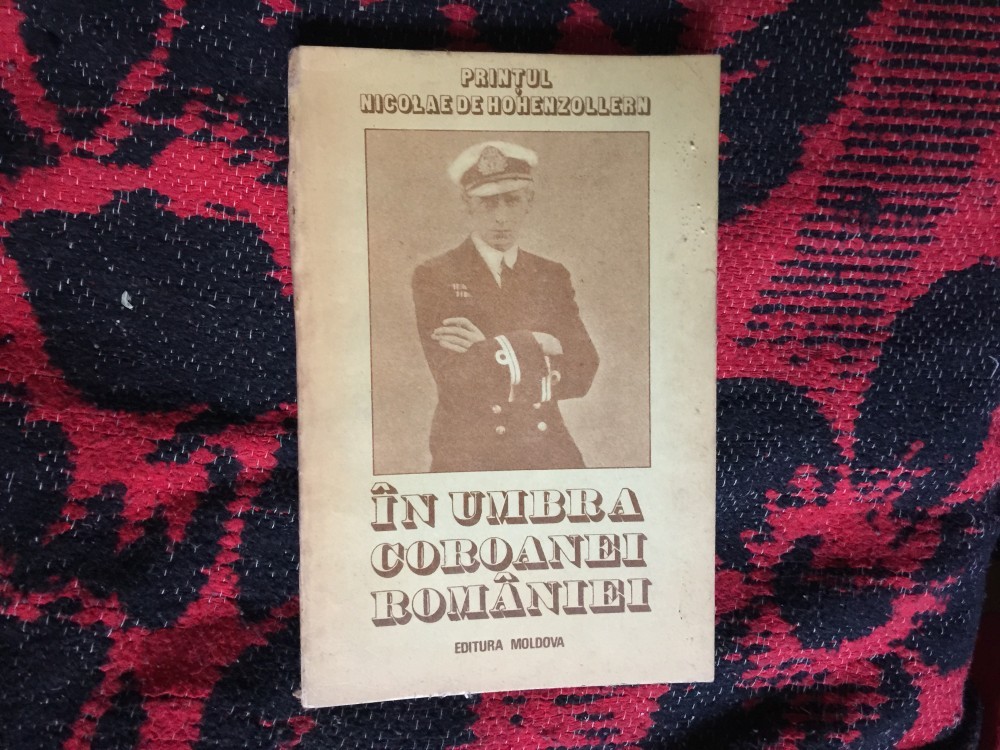 PRINȚUL
NICOLAE DE HOHENZOLLERN
ÎN UMBRA
COROANEI
ROMÂNIEI
EDITURA MOLDOVA